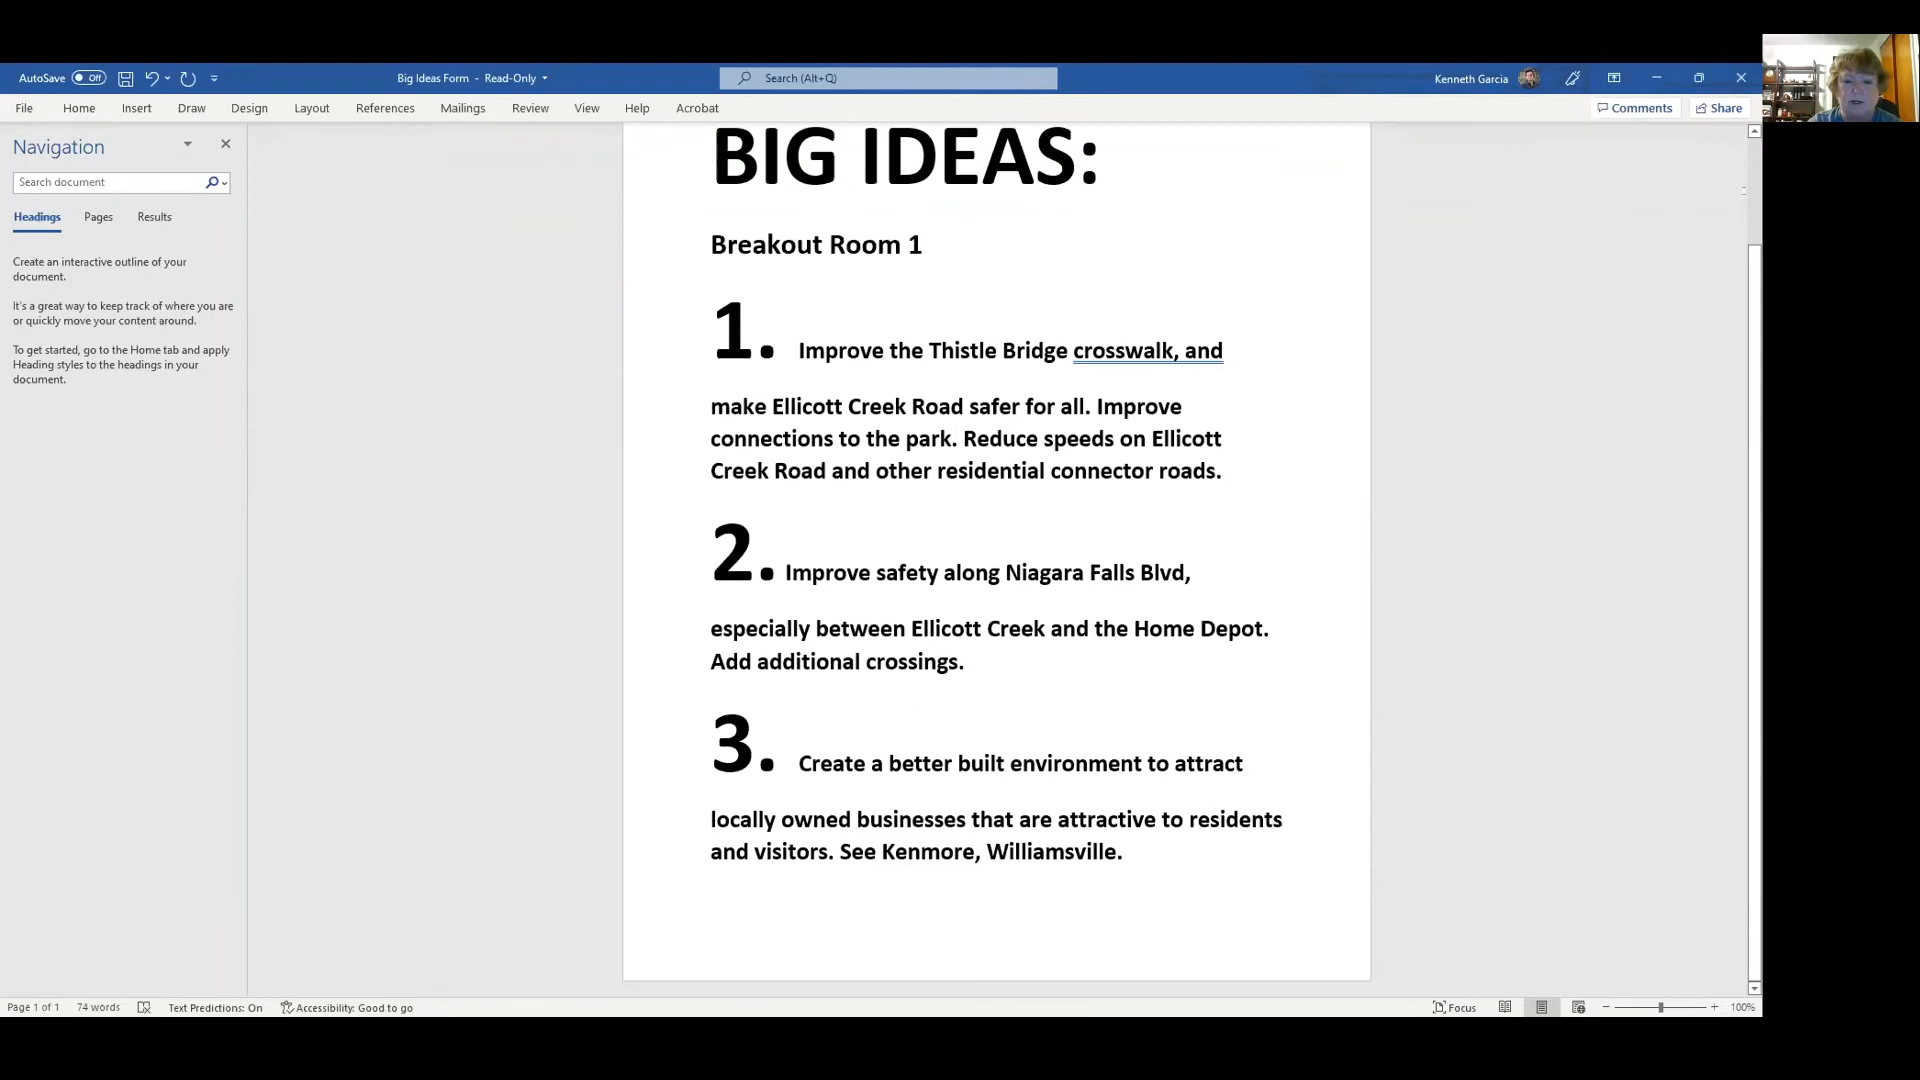 AutoSave Off
Big Ideas Form - Read-Only
Search (Alt+Q)
Kenneth Garcia
File Home Insert Draw Design Layout References Mailings Review View Help Acrobat
Comments Share
Navigation
Search document
Headings Pages Results
Create an interactive outline of your
document.
It's a great way to keep track of where you are
or quickly move your content around.
To get started, go to the Home tab and apply
Heading styles to the headings in your
document.
BIG IDEAS:
Breakout Room 1
1. Improve the Thistle Bridge crosswalk, and
make Ellicott Creek Road safer for all. Improve
connections to the park. Reduce speeds on Ellicott
Creek Road and other residential connector roads.
2. Improve safety along Niagara Falls Blvd,
especially between Ellicott Creek and the Home Depot.
Add additional crossings.
3. Create a better built environment to attract
locally owned businesses that are attractive to residents
and visitors. See Kenmore, Williamsville.
Page 1 of 1 74 words Text Predictions: On Accessibility: Good to go
Focus
100%